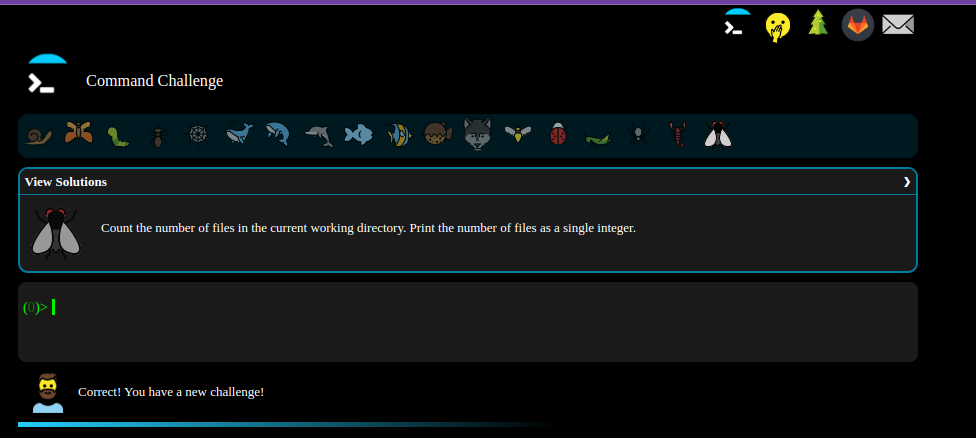 Command Challenge
View Solutions
Count the number of files in the current working directory. Print the number of files as a single integer.
(0)>
Correct! You have a new challenge!